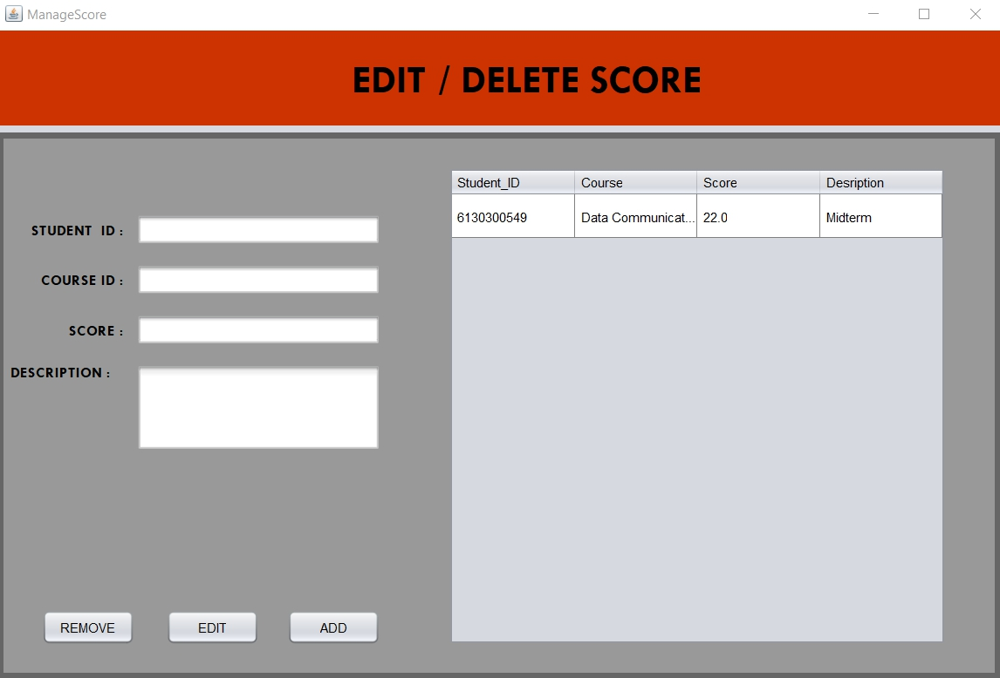 ManageScore
EDIT / DELETE SCORE
STUDENT ID :
COURSE ID :
SCORE :
DESCRIPTION :
Student_ID Course Score Desription
6130300549 Data Communicat... 22.0 Midterm
REMOVE EDIT ADD